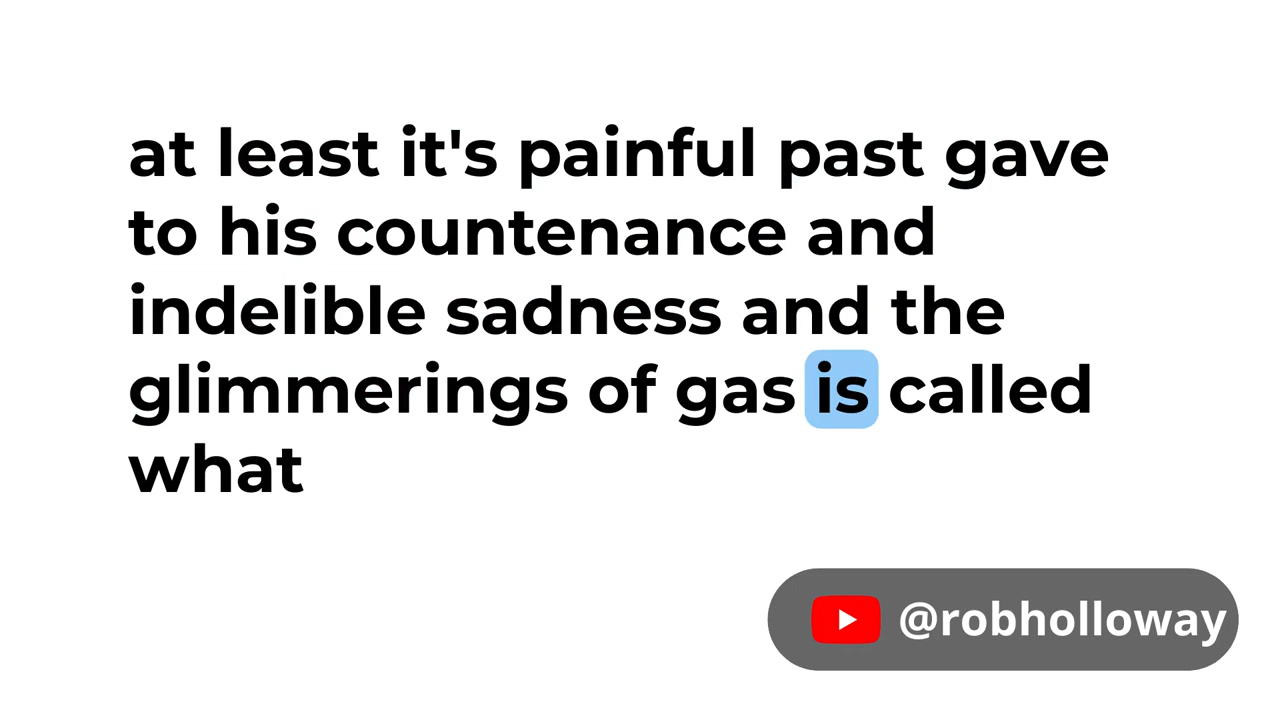 at least it's painful past gave
to his countenance and
indelible sadness and the
glimmerings of gas is called
what
@robholloway